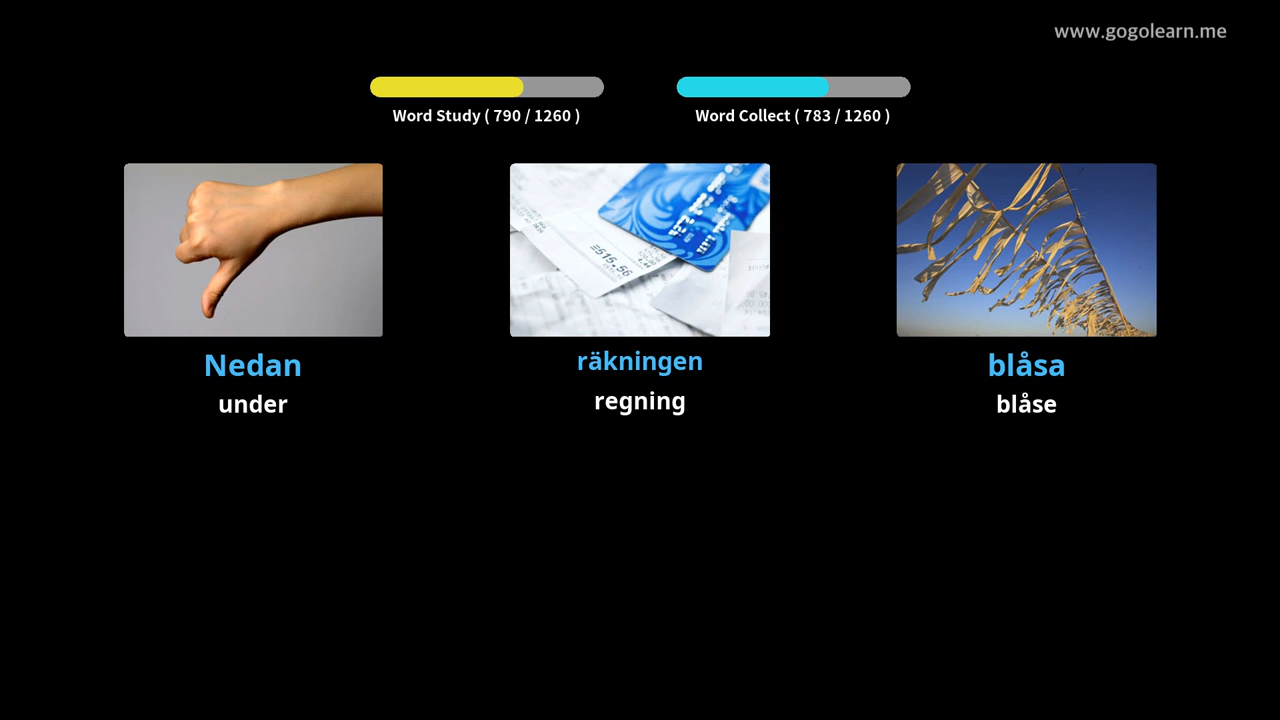 www.gogolearn.me
Word Study ( 790 / 1260 )
Word Collect ( 783 / 1260 )
Nedan
under
räkningen
regning
blåsa
blåse